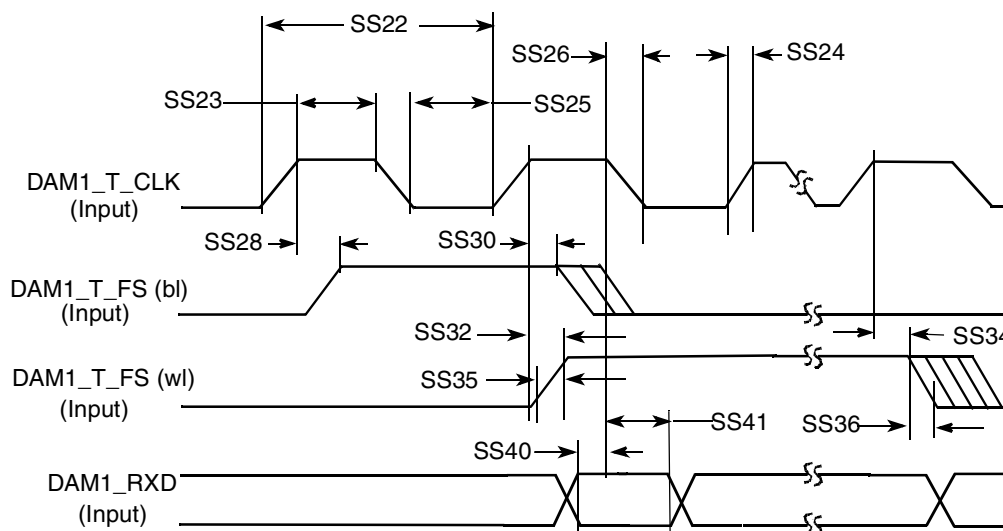 SS22
SS26
SS24
SS23
SS25
DAM1_T_CLK
(Input)
SS28
SS30
DAM1_T_FS (bl)
(Input)
SS32
SS34
DAM1_T_FS (wl)
(Input)
SS35
SS36
SS41
SS40
DAM1_RXD
(Input)